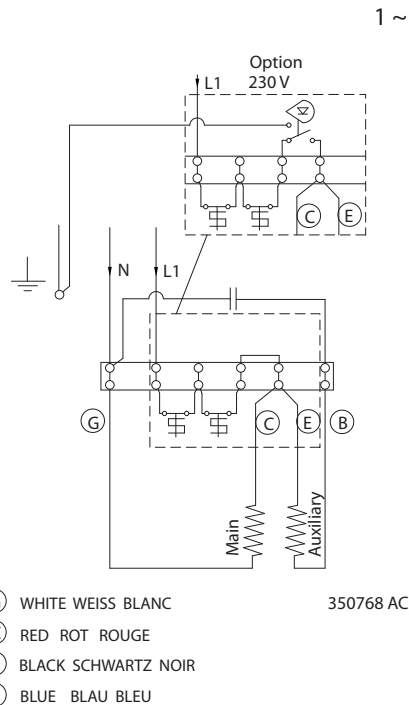 1 ~
Option
230 V
L1
C
E
N
L1
G
C
E
B
Main
Auxiliary
WHITE WEISS BLANC
350768 AC
RED ROT ROUGE
BLACK SCHWARTZ NOIR
BLUE BLAU BLEU